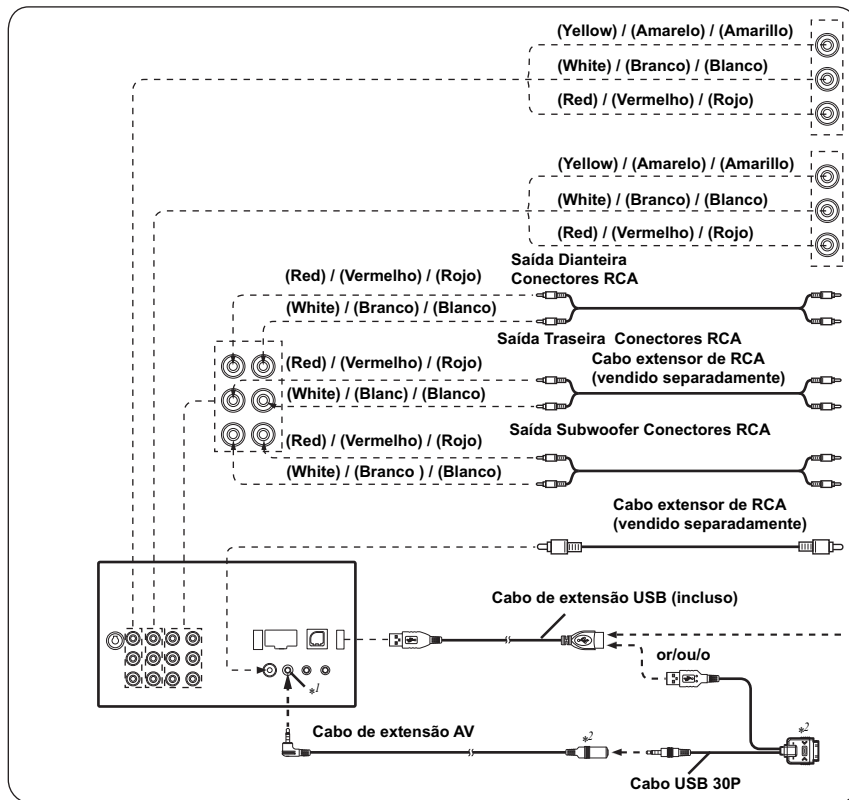 (Yellow) / (Amarelo) / (Amarillo)
(White) / (Branco) / (Blanco)
(Red) / (Vermelho) / (Rojo)
(Yellow) / (Amarelo) / (Amarillo)
(White) / (Branco) / (Blanco)
(Red) / (Vermelho) / (Rojo)
Saída Dianteira
Conectores RCA
(Red) / (Vermelho) / (Rojo)
(White) / (Branco) / (Blanco)
Saída Traseira Conectores RCA
Cabo extensor de RCA
(vendido separadamente)
(Red) / (Vermelho) / (Rojo)
(White) / (Blanc) / (Blanco)
Saída Subwoofer Conectores RCA
(Red) / (Vermelho) / (Rojo)
(White) / (Branco ) / (Blanco)
Cabo extensor de RCA
(vendido separadamente)
Cabo de extensão USB (incluso)
or/ou/o
*1
Cabo de extensão AV
*2
*2
Cabo USB 30P